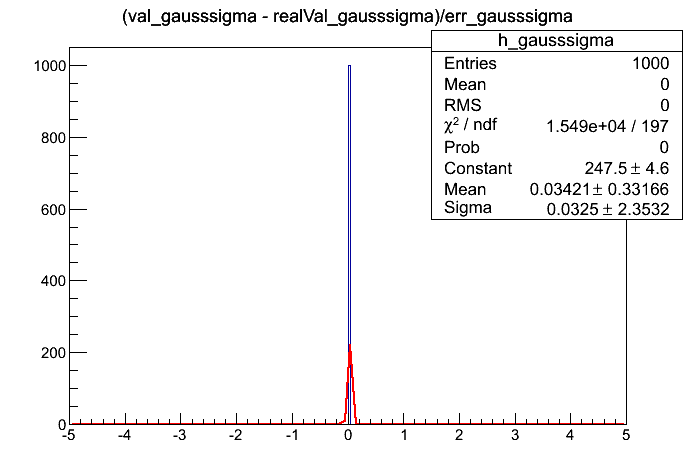 (val_gausssigma - realVal_gausssigma)/err_gausssigma
h_gausssigma
Entries 1000
Mean 0
RMS 0
χ² / ndf 1.549e+04 / 197
Prob 0
Constant 247.5 ± 4.6
Mean 0.03421 ± 0.33166
Sigma 0.0325 ± 2.3532
1000
800
600
400
200
0
-5 -4 -3 -2 -1 0 1 2 3 4 5